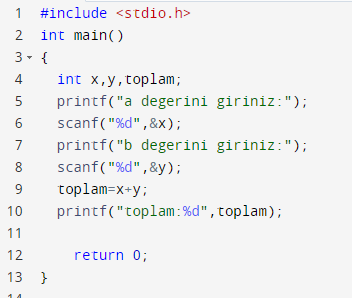 1 #include <stdio.h>
2 int main()
3 {
4 int x,y,toplam;
5 printf("a degerini giriniz:");
6 scanf("%d",&x);
7 printf("b degerini giriniz:");
8 scanf("%d",&y);
9 toplam=x+y;
10 printf("toplam:%d",toplam);
11
12 return 0;
13 }
14